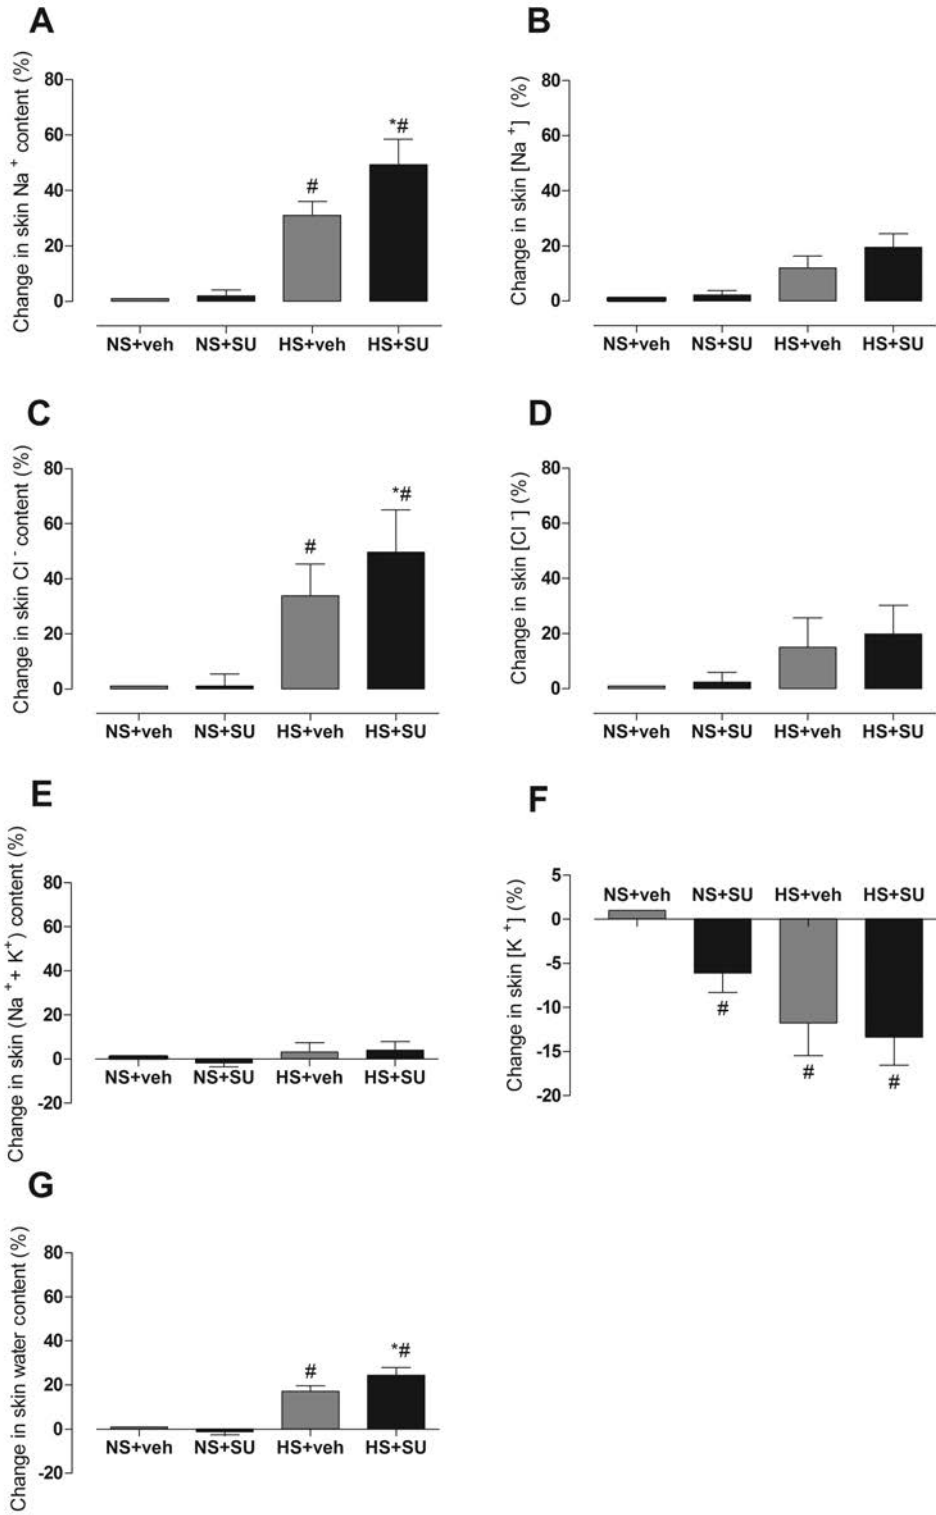 A
Change in skin Na + content (%)
80
60
40
20
0
#
*#
NS+veh NS+SU HS+veh HS+SU
B
Change in skin [Na +] (%)
80
60
40
20
0
NS+veh NS+SU HS+veh HS+SU
C
Change in skin Cl - content (%)
80
60
40
20
0
#
*#
NS+veh NS+SU HS+veh HS+SU
D
Change in skin [Cl -] (%)
80
60
40
20
0
NS+veh NS+SU HS+veh HS+SU
E
Change in skin (Na + + K+) content (%)
80
60
40
20
0
-20
NS+veh NS+SU HS+veh HS+SU
F
Change in skin [K +] (%)
5
0
-5
-10
-15
-20
NS+veh NS+SU HS+veh HS+SU
#
#
#
G
Change in skin water content (%)
80
60
40
20
0
-20
#
*#
NS+veh NS+SU HS+veh HS+SU